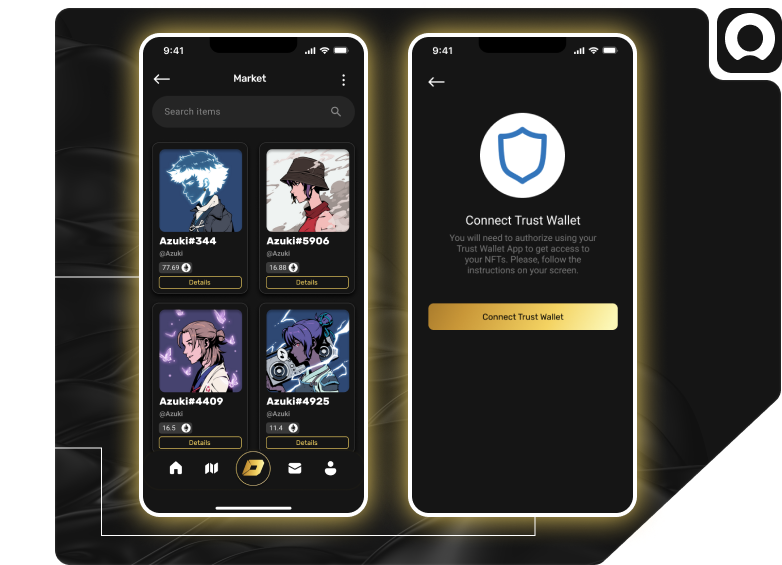 9:41
Market
Search items
Azuki#344
@Azuki
77.69
Details
Azuki#5906
@Azuki
16.88
Details
Azuki#4409
@Azuki
16.5
Details
Azuki#4925
@Azuki
11.4
Details
9:41
Connect Trust Wallet
You will need to authorize using your
Trust Wallet App to get access to
your NFTs. Please, follow the
instructions on your screen.
Connect Trust Wallet